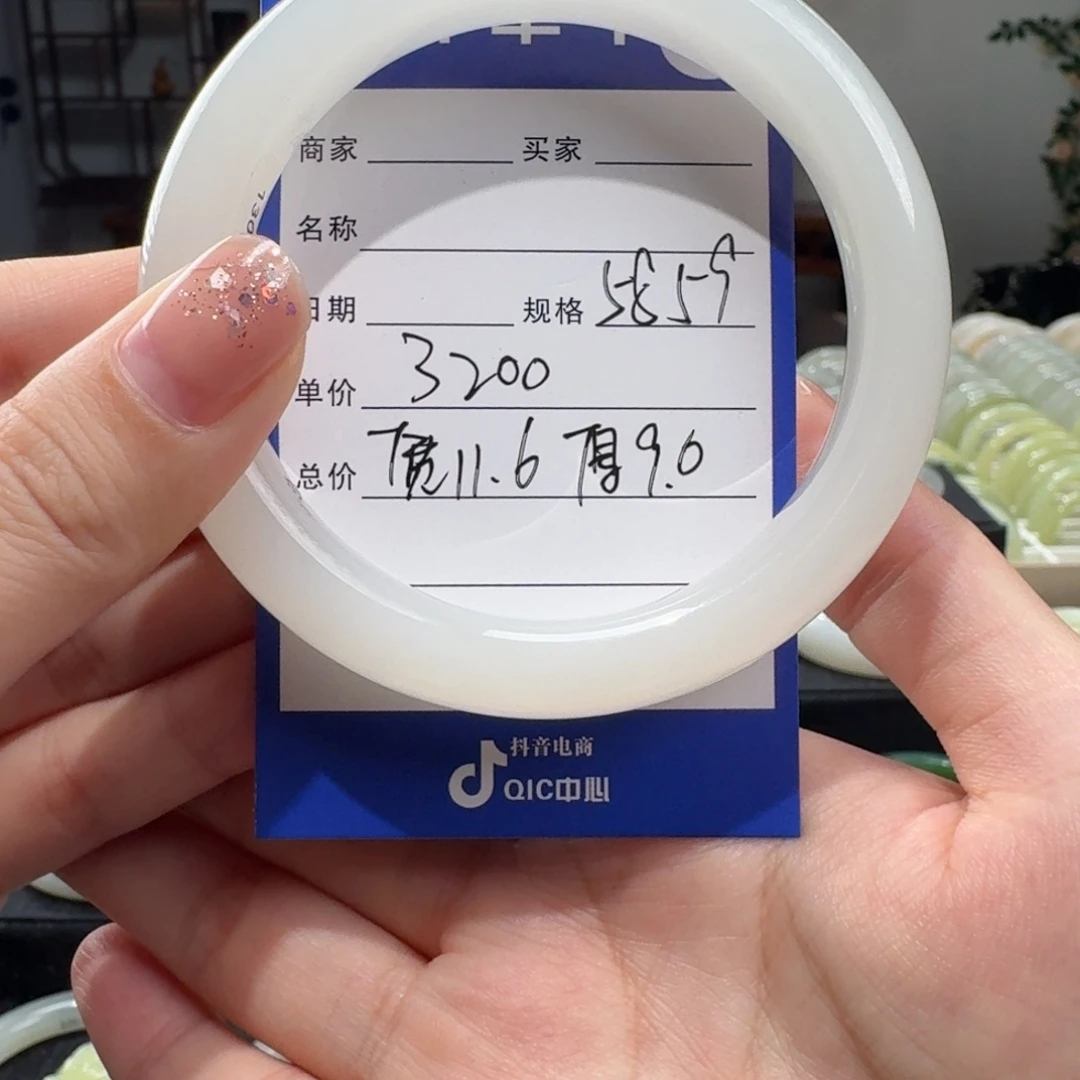 商家 买家
名称
日期 规格 58 59
单价 3200
总价 宽11.6 厚9.0
抖音电商
QIC中心
130